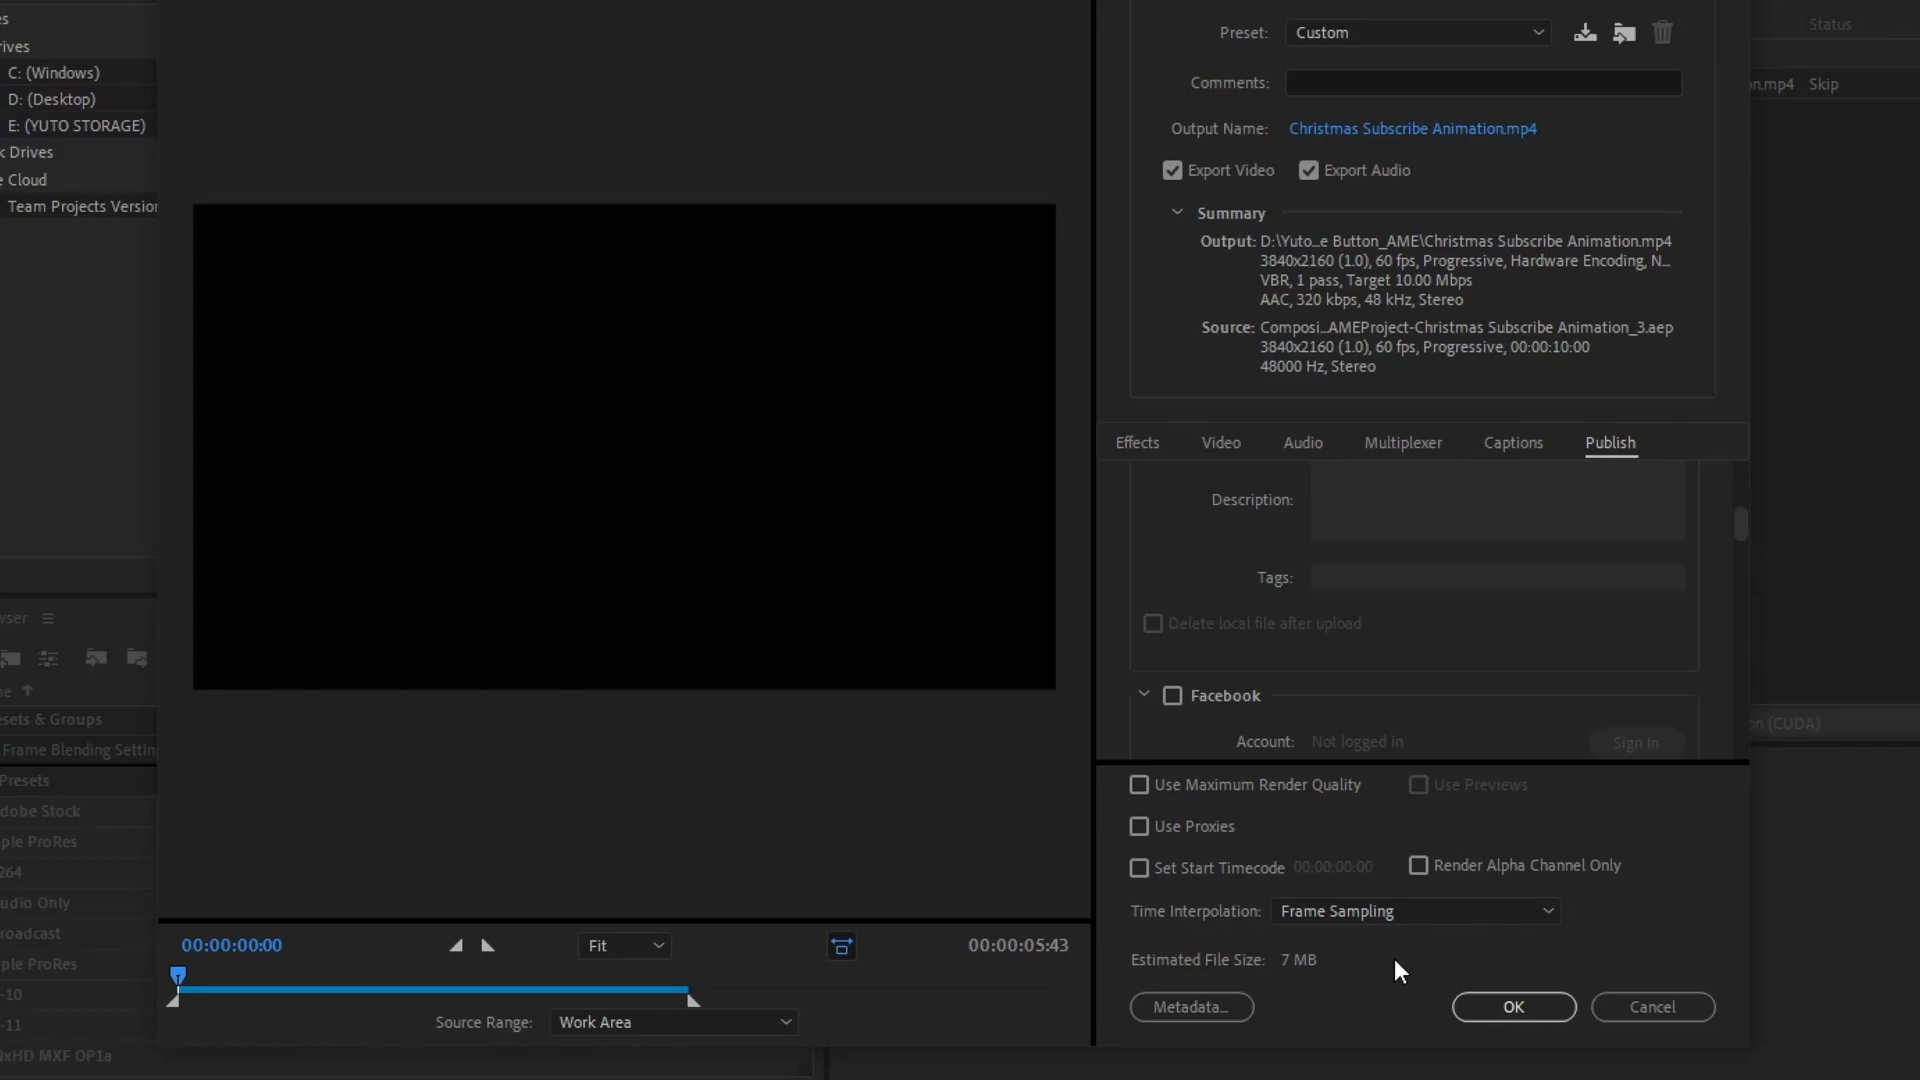 es
rives
C: (Windows)
D: (Desktop)
E: (YUTO STORAGE)
k Drives
e Cloud
Team Projects Version
wser
ne
esets & Groups
Frame Blending Settin
Presets
dobe Stock
ple ProRes
264
udio Only
roadcast
ple ProRes
-10
-11
NxHD MXF OP1a
00:00:00:00
Fit
00:00:05:43
Source Range:
Work Area
Preset:
Custom
Comments:
Output Name:
Christmas Subscribe Animation.mp4
Export Video
Export Audio
Summary
Output: D:\Yuto...e Button_AME\Christmas Subscribe Animation.mp4
3840x2160 (1.0), 60 fps, Progressive, Hardware Encoding, N...
VBR, 1 pass, Target 10.00 Mbps
AAC, 320 kbps, 48 kHz, Stereo
Source: Composi...AMEProject-Christmas Subscribe Animation_3.aep
3840x2160 (1.0), 60 fps, Progressive, 00:00:10:00
48000 Hz, Stereo
Effects
Video
Audio
Multiplexer
Captions
Publish
Description:
Tags:
Delete local file after upload
Facebook
Account:
Not logged in
Sign In
Use Maximum Render Quality
Use Previews
Use Proxies
Set Start Timecode
00:00:00:00
Render Alpha Channel Only
Time Interpolation:
Frame Sampling
Estimated File Size: 7 MB
Metadata...
OK
Cancel
Status
on.mp4
Skip
on (CUDA)